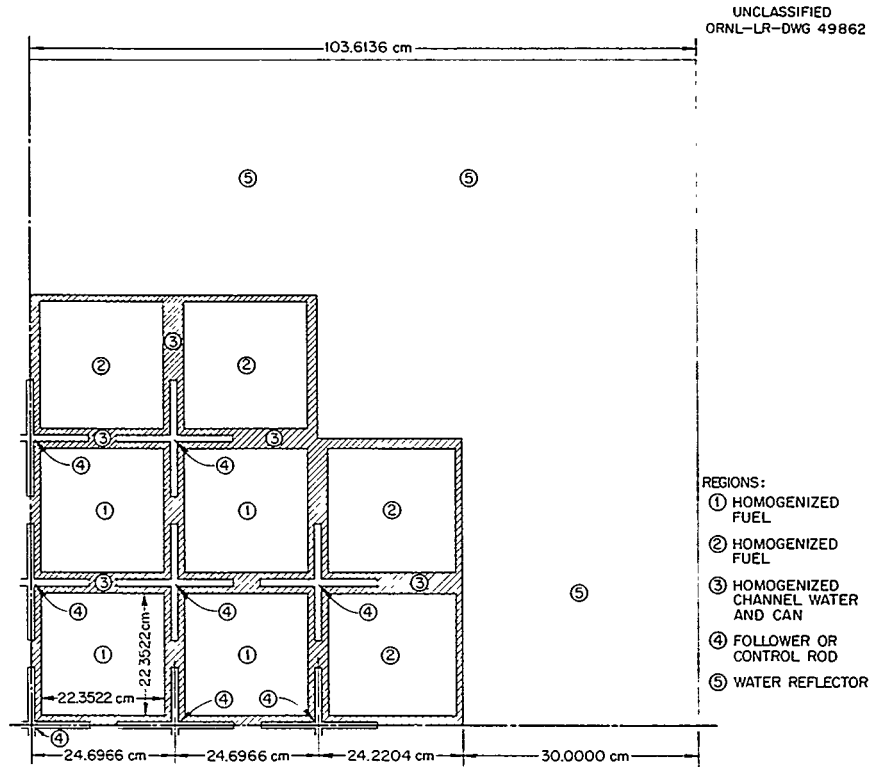 UNCLASSIFIED
ORNL-LR-DWG 49862
103.6136 cm
5 5
3
2 2
3 3
4 4
1 1 2
3 3
4 4 4
5
1 1 2
22.3522 cm
22.3522 cm
4 4
4
24.6966 cm 24.6966 cm 24.2204 cm 30.0000 cm
REGIONS:
1 HOMOGENIZED
FUEL
2 HOMOGENIZED
FUEL
3 HOMOGENIZED
CHANNEL WATER
AND CAN
4 FOLLOWER OR
CONTROL ROD
5 WATER REFLECTOR